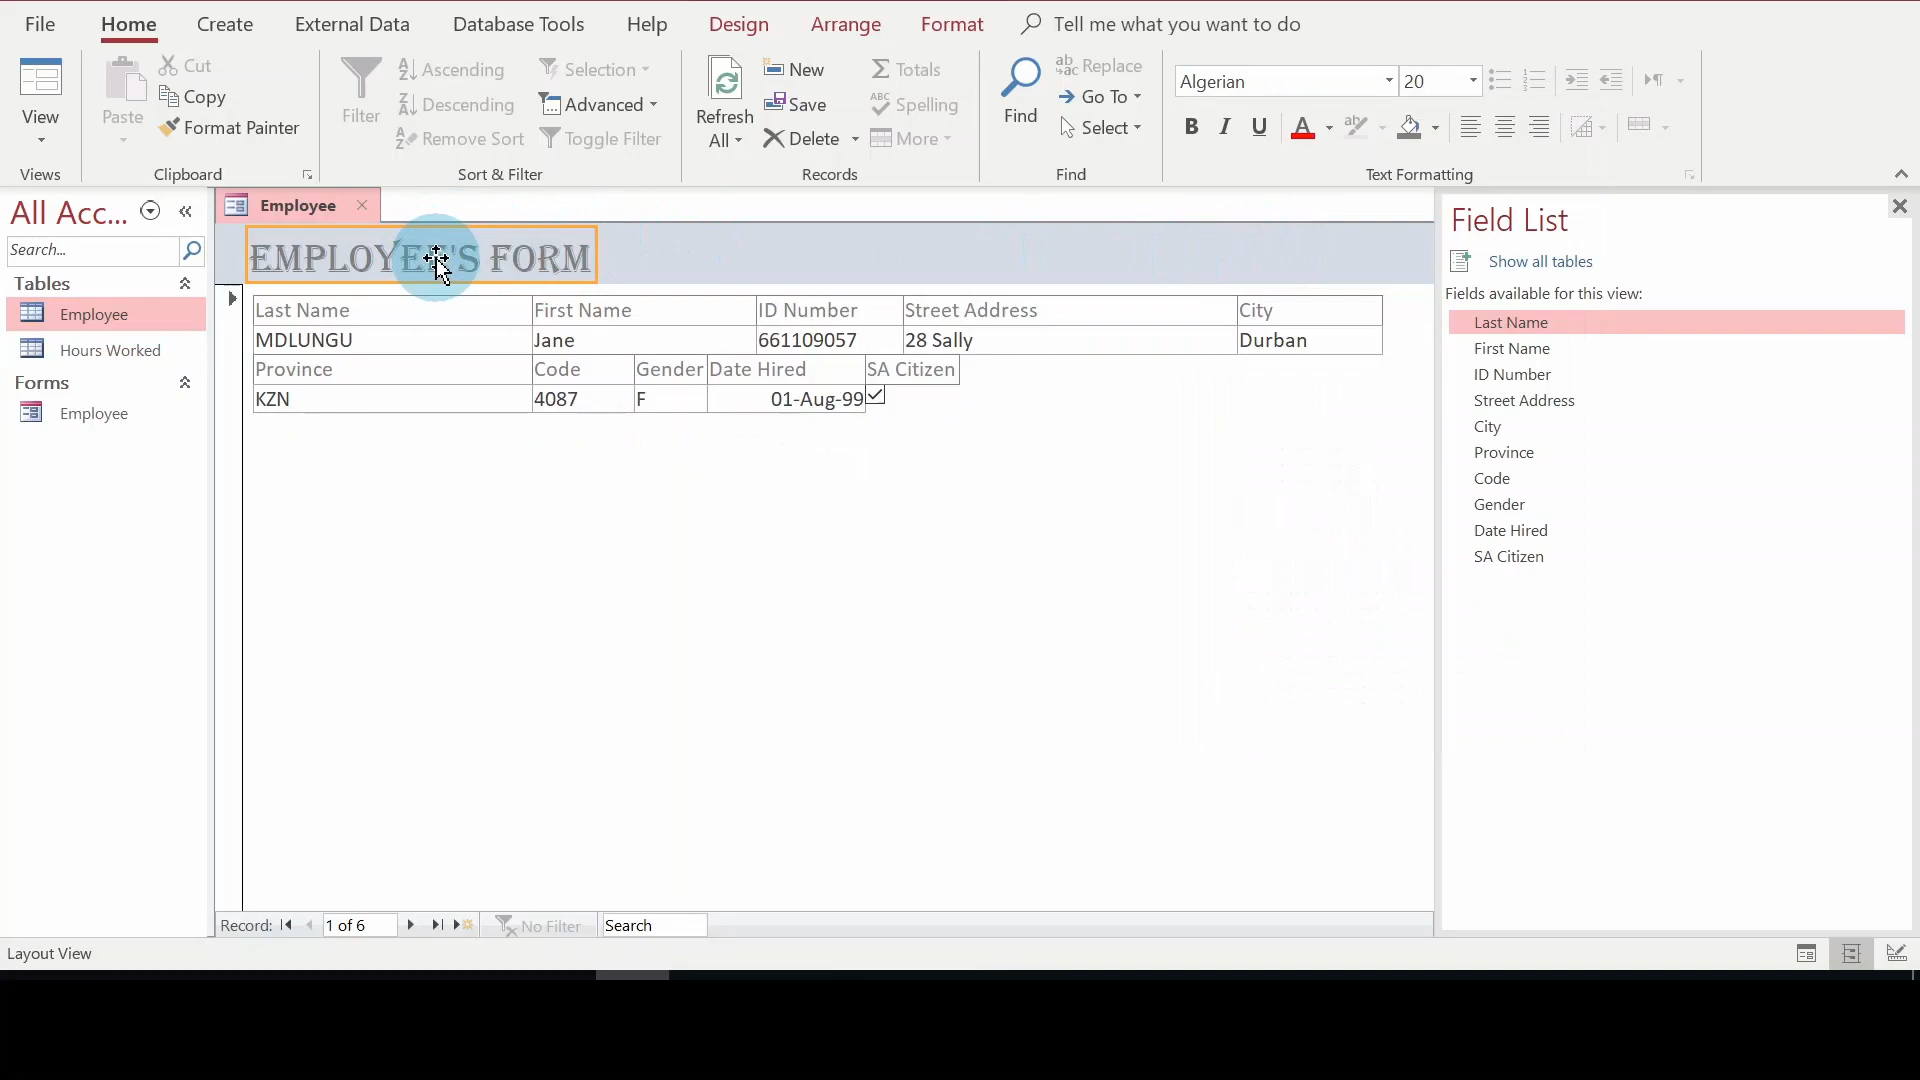 File Home Create External Data Database Tools Help Design Arrange Format Tell me what you want to do
View
Views
Paste
Cut
Copy
Format Painter
Clipboard
Filter
Ascending
Descending
Remove Sort
Selection
Advanced
Toggle Filter
Sort & Filter
Refresh All
New
Save
Delete
Totals
Spelling
More
Records
Find
Replace
Go To
Select
Find
Algerian 20
B I U A
Text Formatting
All Acc...
Search...
Tables
Employee
Hours Worked
Forms
Employee
Employee
EMPLOYEE'S FORM
Last Name First Name ID Number Street Address City
MDLUNGU Jane 661109057 28 Sally Durban
Province Code Gender Date Hired SA Citizen
KZN 4087 F 01-Aug-99
Field List
Show all tables
Fields available for this view:
Last Name
First Name
ID Number
Street Address
City
Province
Code
Gender
Date Hired
SA Citizen
Record: 1 of 6 No Filter Search
Layout View